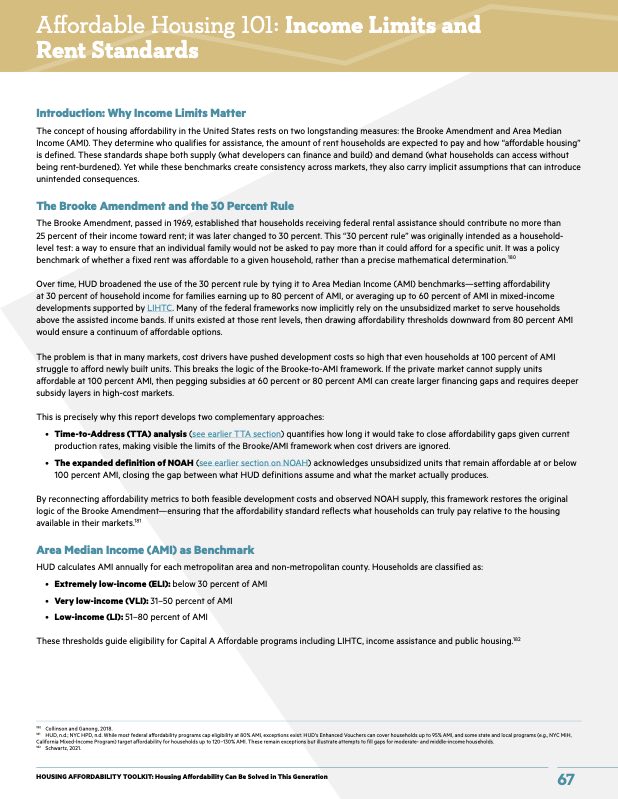 Affordable Housing 101: Income Limits and
Rent Standards
Introduction: Why Income Limits Matter
The concept of housing affordability in the United States rests on two longstanding measures: the Brooke Amendment and Area Median
Income (AMI). They determine who qualifies for assistance, the amount of rent households are expected to pay and how "affordable housing"
is defined. These standards shape both supply (what developers can finance and build) and demand (what households can access without
being rent-burdened). Yet while these benchmarks create consistency across markets, they also carry implicit assumptions that can introduce
unintended consequences.
The Brooke Amendment and the 30 Percent Rule
The Brooke Amendment, passed in 1969, established that households receiving federal rental assistance should contribute no more than
25 percent of their income toward rent; it was later changed to 30 percent. This "30 percent rule" was originally intended as a household-
level test: a way to ensure that an individual family would not be asked to pay more than it could afford for a specific unit. It was a policy
benchmark of whether a fixed rent was affordable to a given household, rather than a precise mathematical determination.180
Over time, HUD broadened the use of the 30 percent rule by tying it to Area Median Income (AMI) benchmarks—setting affordability
at 30 percent of household income for families earning up to 80 percent of AMI, or averaging up to 60 percent of AMI in mixed-income
developments supported by LIHTC. Many of the federal frameworks now implicitly rely on the unsubsidized market to serve households
above the assisted income bands. If units existed at those rent levels, then drawing affordability thresholds downward from 80 percent AMI
would ensure a continuum of affordable options.
The problem is that in many markets, cost drivers have pushed development costs so high that even households at 100 percent of AMI
struggle to afford newly built units. This breaks the logic of the Brooke-to-AMI framework. If the private market cannot supply units
affordable at 100 percent AMI, then pegging subsidies at 60 percent or 80 percent AMI can create larger financing gaps and requires deeper
subsidy layers in high-cost markets.
This is precisely why this report develops two complementary approaches:
• Time-to-Address (TTA) analysis (see earlier TTA section) quantifies how long it would take to close affordability gaps given current
production rates, making visible the limits of the Brooke/AMI framework when cost drivers are ignored.
• The expanded definition of NOAH (see earlier section on NOAH) acknowledges unsubsidized units that remain affordable at or below
100 percent AMI, closing the gap between what HUD definitions assume and what the market actually produces.
By reconnecting affordability metrics to both feasible development costs and observed NOAH supply, this framework restores the original
logic of the Brooke Amendment—ensuring that the affordability standard reflects what households can truly pay relative to the housing
available in their markets.181
Area Median Income (AMI) as Benchmark
HUD calculates AMI annually for each metropolitan area and non-metropolitan county. Households are classified as:
• Extremely low-income (ELI): below 30 percent of AMI
• Very low-income (VLI): 31–50 percent of AMI
• Low-income (LI): 51–80 percent of AMI
These thresholds guide eligibility for Capital A Affordable programs including LIHTC, income assistance and public housing.182
180 Collinson and Ganong, 2018.
181 HUD, n.d.; NYC HPD, n.d. While most federal affordability programs cap eligibility at 80% AMI, exceptions exist: HUD's Enhanced Vouchers can cover households up to 95% AMI, and some state and local programs (e.g., NYC MIH,
California Mixed-Income Program) target affordability for households up to 120–130% AMI. These remain exceptions but illustrate attempts to fill gaps for moderate- and middle-income households.
182 Schwartz, 2021.
HOUSING AFFORDABILITY TOOLKIT: Housing Affordability Can Be Solved in This Generation
67